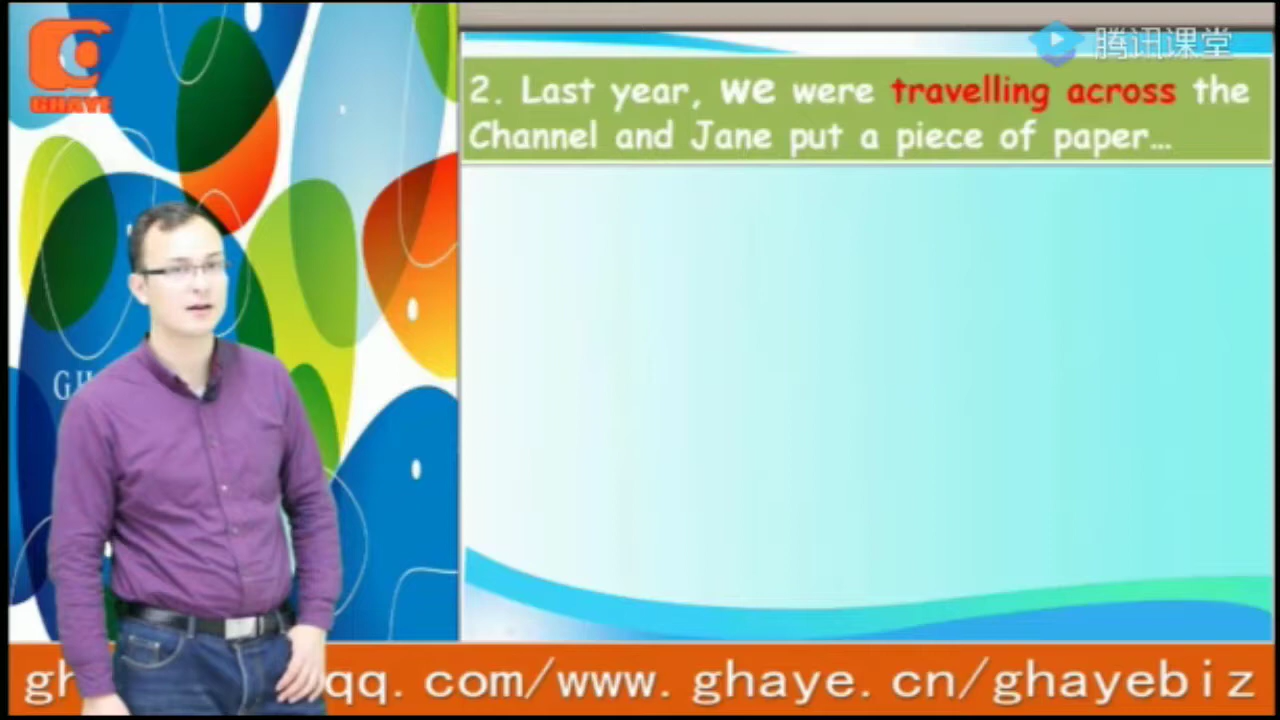 腾讯课堂
GHAYE
2. Last year, we were travelling across the
Channel and Jane put a piece of paper…
qq. com/www. ghaye. cn/ghayebiz